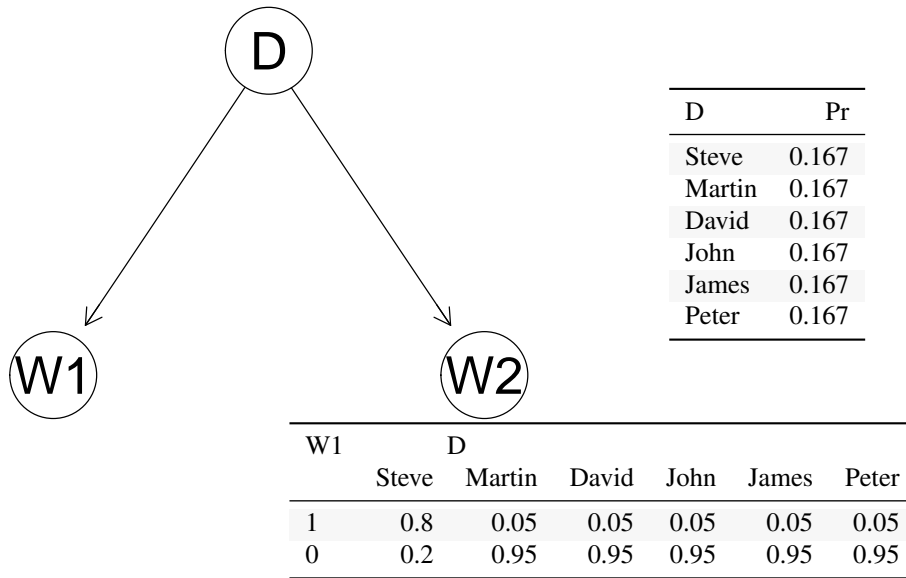 D
D Pr
Steve 0.167
Martin 0.167
David 0.167
John 0.167
James 0.167
Peter 0.167
W1
W2
W1 D
Steve Martin David John James Peter
1 0.8 0.05 0.05 0.05 0.05 0.05
0 0.2 0.95 0.95 0.95 0.95 0.95